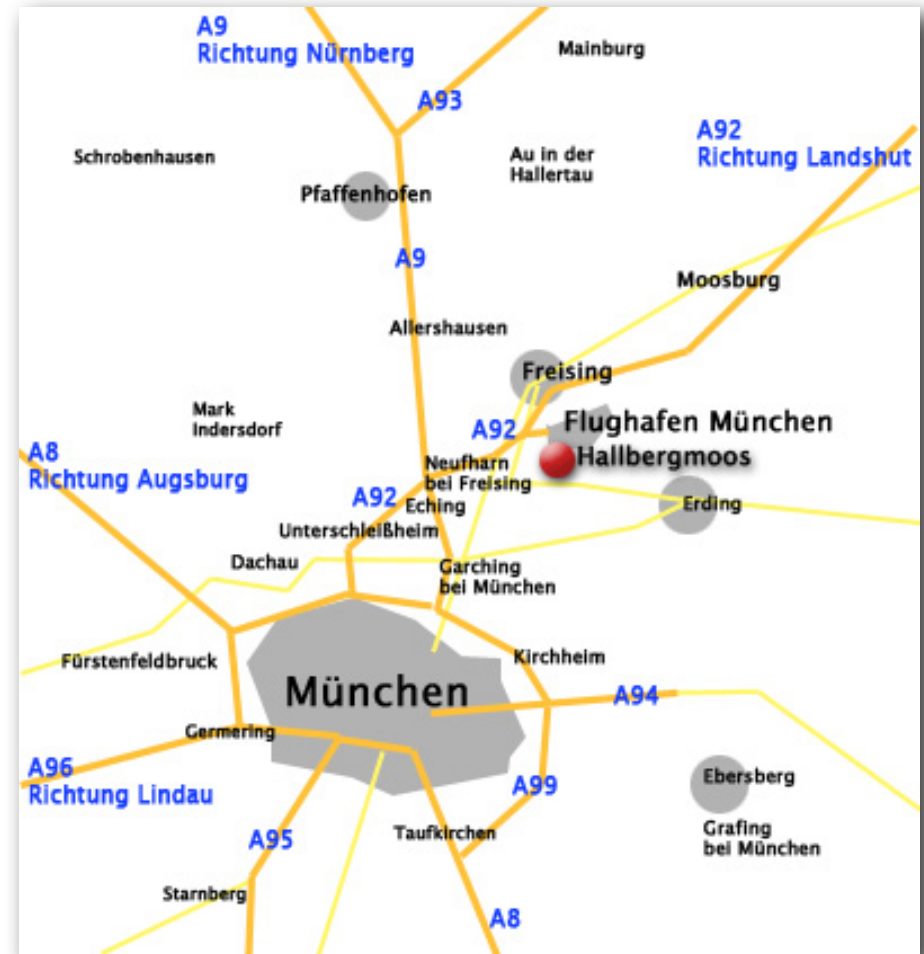 A9
Richtung Nürnberg
Mainburg
A93
A92
Richtung Landshut
Schrobenhausen
Au in der
Hallertau
Pfaffenhofen
A9
Moosburg
Allershausen
Freising
Mark
Indersdorf
A92
Flughafen München
Hallbergmoos
A8
Richtung Augsburg
Neufharn
bei Freising
A92
Eching
Erding
Unterschleißheim
Dachau
Garching
bei München
Fürstenfeldbruck
Kirchheim
München
A94
Germering
A96
Richtung Lindau
A99
Ebersberg
A95
Taufkirchen
Grafing
bei München
Starnberg
A8